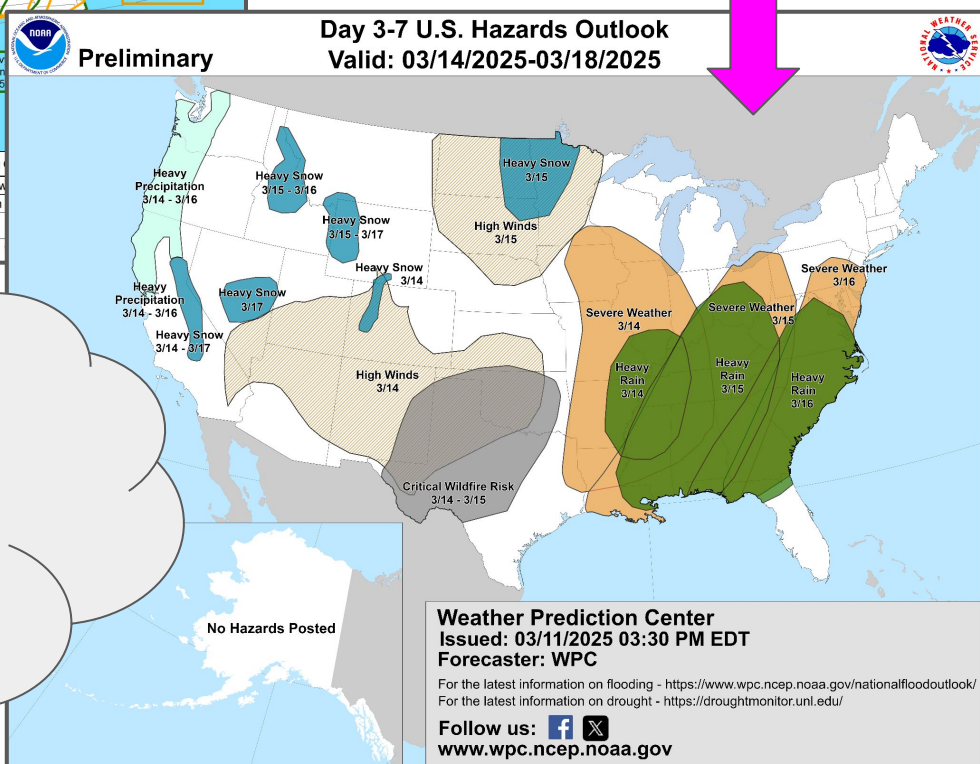 Day 3-7 U.S. Hazards Outlook
Preliminary
Valid: 03/14/2025-03/18/2025
NOAA
NATIONAL WEATHER SERVICE
Heavy
Precipitation
3/14 - 3/16
Heavy Snow
3/15 - 3/16
Heavy Snow
3/15 - 3/17
Heavy Snow
3/14
Heavy Snow
3/15
High Winds
3/15
Heavy
Precipitation
3/14 - 3/16
Heavy Snow
3/17
Heavy Snow
3/14 - 3/17
High Winds
3/14
Critical Wildfire Risk
3/14 - 3/15
Severe Weather
3/14
Severe Weather
3/15
Severe Weather
3/16
Heavy
Rain
3/14
Heavy
Rain
3/15
Heavy
Rain
3/16
No Hazards Posted
Weather Prediction Center
Issued: 03/11/2025 03:30 PM EDT
Forecaster: WPC
For the latest information on flooding - https://www.wpc.ncep.noaa.gov/nationalfloodoutlook/
For the latest information on drought - https://droughtmonitor.unl.edu/
Follow us:
www.wpc.ncep.noaa.gov